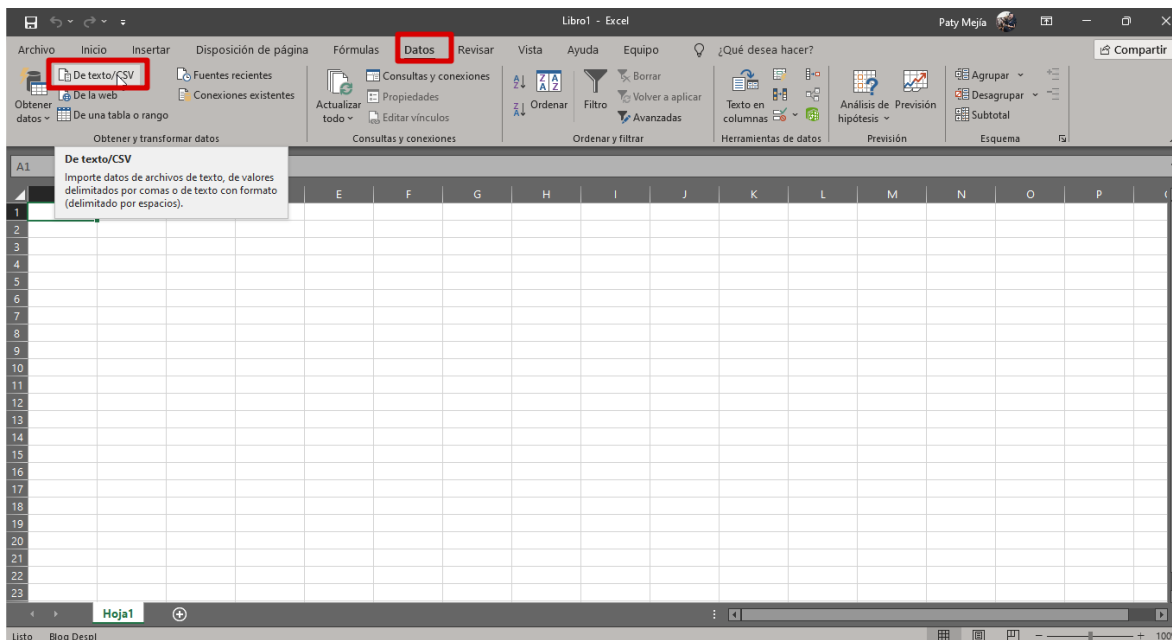 Libro1 - Excel
Paty Mejía
Archivo Inicio Insertar Disposición de página Fórmulas Datos Revisar Vista Ayuda Equipo ¿Qué desea hacer? Compartir
Obtener datos
De texto/CSV
De la web
De una tabla o rango
Fuentes recientes
Conexiones existentes
Obtener y transformar datos
Actualizar todo
Consultas y conexiones
Propiedades
Editar vínculos
Consultas y conexiones
Ordenar
Filtro
Borrar
Volver a aplicar
Avanzadas
Ordenar y filtrar
Texto en columnas
Herramientas de datos
Análisis de hipótesis
Previsión
Previsión
Agrupar
Desagrupar
Subtotal
Esquema
A1
De texto/CSV
Importe datos de archivos de texto, de valores
delimitados por comas o de texto con formato
(delimitado por espacios).
E F G H I J K L M N O P
1
2
3
4
5
6
7
8
9
10
11
12
13
14
15
16
17
18
19
20
21
22
23
Hoja1
Listo Bloq Despl 100